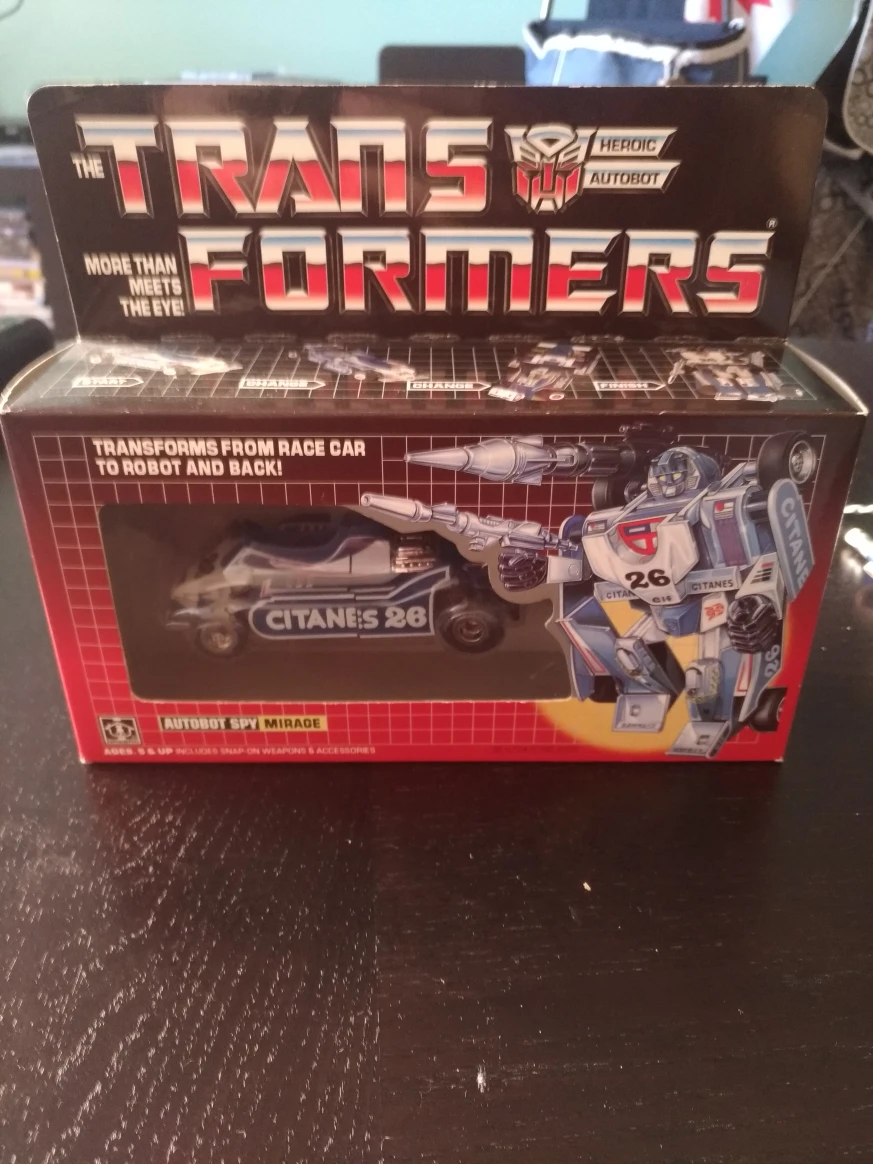 THE TRANS
HEROIC
AUTOBOT
MORE THAN
MEETS
THE EYE!
FORMERS®
START
CHANGE
CHANGE
FINISH
TRANSFORMS FROM RACE CAR
TO ROBOT AND BACK!
CITANES 26
26
CITANES
CITANES
CITANE
26
AUTOBOT SPY MIRAGE
AGES: 5 & UP INCLUDES SNAP-ON WEAPONS & ACCESSORIES